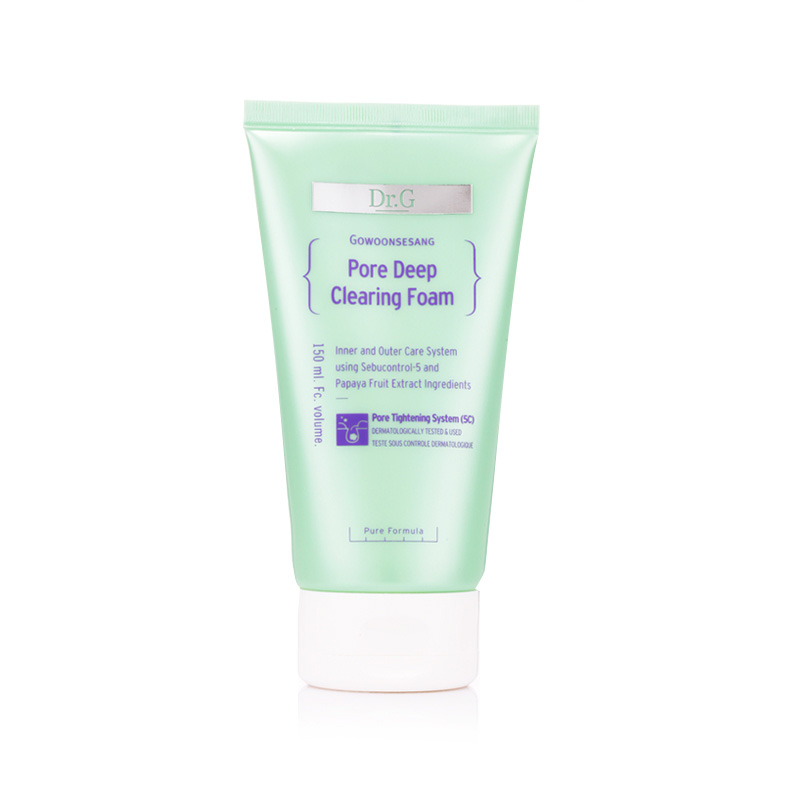 Dr.G
GOWOONSESANG
Pore Deep
Clearing Foam
150 ml. Fc. volume.
Inner and Outer Care System
using Sebucontrol-5 and
Papaya Fruit Extract Ingredients
Pore Tightening System (5C)
DERMATOLOGICALLY TESTED & USED
TESTE SOUS CONTROLE DERMATOLOGIQUE
Pure Formula